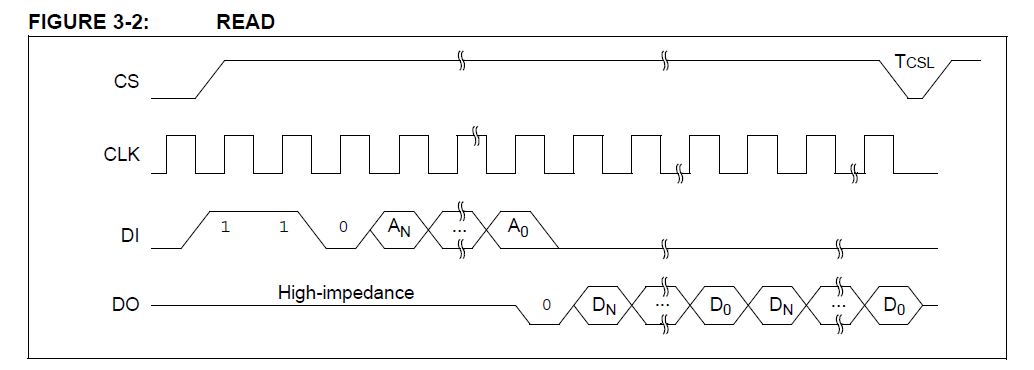 FIGURE 3-2: READ
CS
TCSL
CLK
DI
1 1 0 AN ... A0
DO
High-impedance
0 DN ... D0 DN ... D0